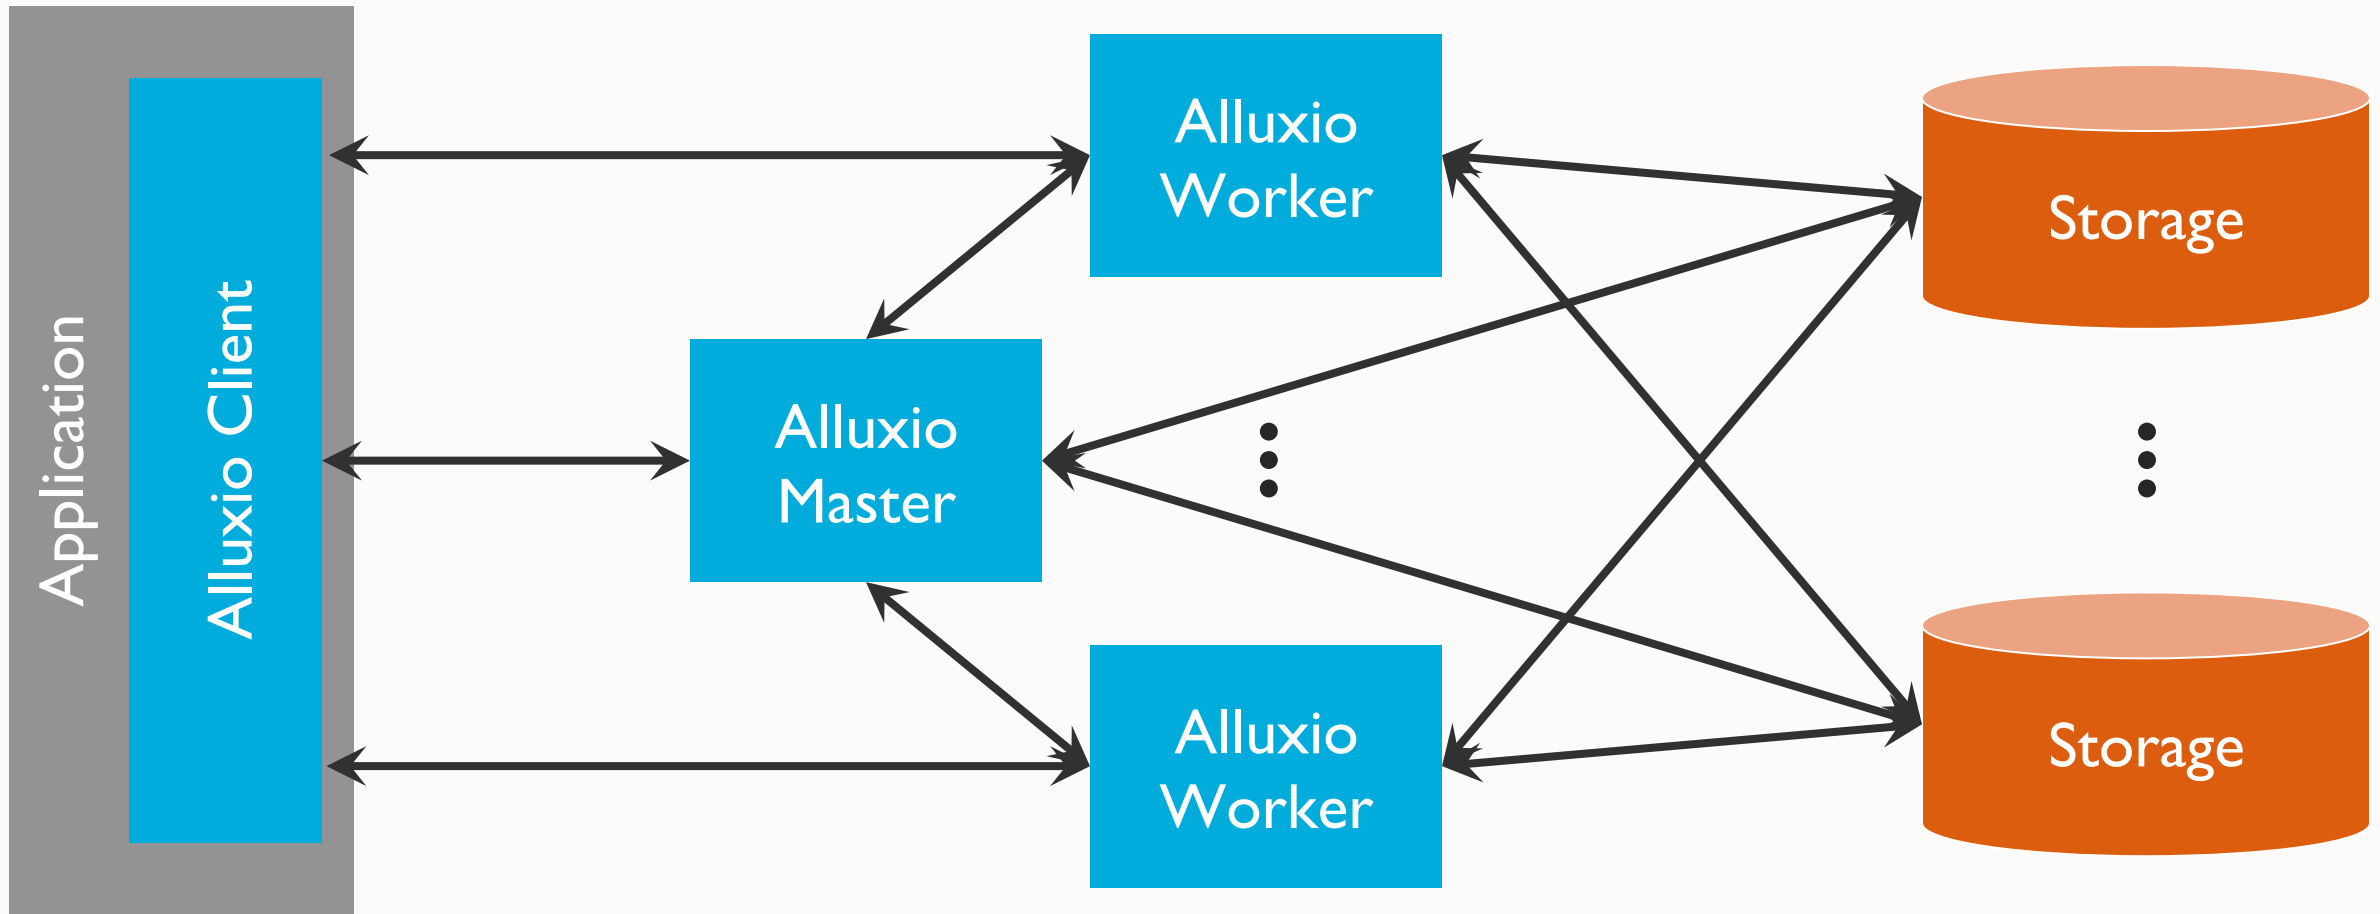 Application
Alluxio Client
Alluxio
Worker
Alluxio
Master
Alluxio
Worker
Storage
Storage